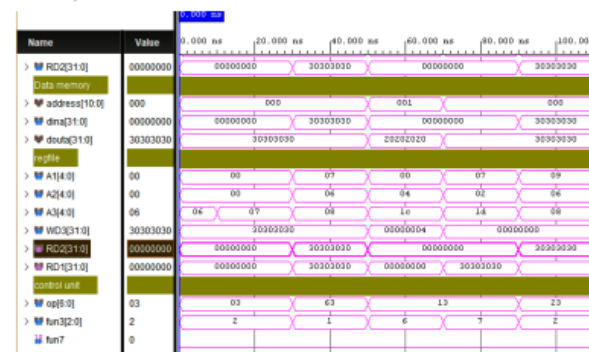 0.000 ns
Name Value 0.000 ns 20.000 ns 40.000 ns 60.000 ns 80.000 ns 100.00
> RD2[31:0] 00000000 00000000 30303030 00000000 30303030
Data memory
> address[10:0] 000 000 001 000
> dina[31:0] 00000000 00000000 30303030 00000000 30303030
> douta[31:0] 30303030 30303030 20202020 30303030
regfile
> A1[4:0] 00 00 07 00 07 09
> A2[4:0] 00 00 06 04 02 06
> A3[4:0] 06 06 07 08 1c 1d 08
> WD3[31:0] 30303030 30303030 00000004 00000000
> RD2[31:0] 00000000 00000000 30303030 00000000 30303030
> RD1[31:0] 00000000 00000000 30303030 00000000 30303030
control unit
> op[6:0] 03 03 63 13 23
> fun3[2:0] 2 2 1 6 7 2
fun7 0